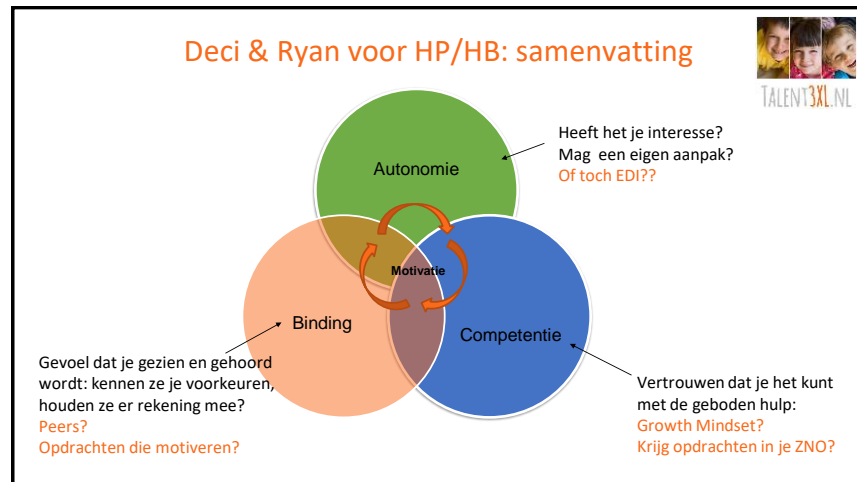 Deci & Ryan voor HP/HB: samenvatting
TALENT3XL.NL
Heeft het je interesse?
Mag een eigen aanpak?
Of toch EDI??
Autonomie
Motivatie
Binding
Competentie
Gevoel dat je gezien en gehoord
wordt: kennen ze je voorkeuren,
houden ze er rekening mee?
Peers?
Opdrachten die motiveren?
Vertrouwen dat je het kunt
met de geboden hulp:
Growth Mindset?
Krijg opdrachten in je ZNO?